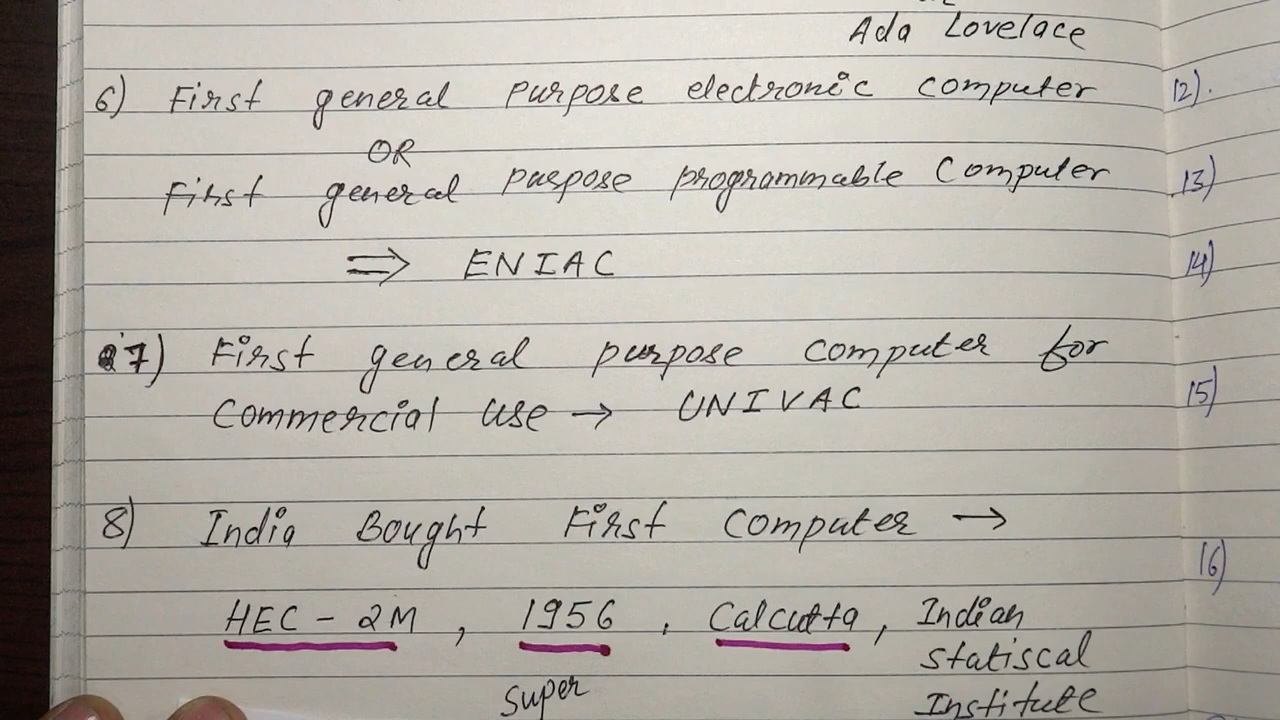 Ada Lovelace
6) First general purpose electronic computer
OR
First general purpose programmable Computer
⇒ ENIAC
7) First general purpose computer for
Commercial use → UNIVAC
8) India Bought First Computer →
HEC - 2M , 1956 , Calcutta, Indian
Statiscal
Super
Institute
12).
13)
14)
15)
16)